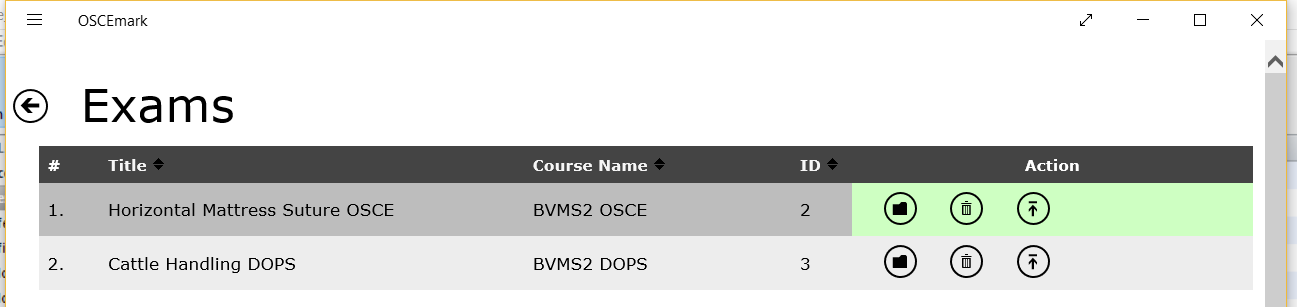 OSCEmark
Exams
# Title Course Name ID Action
1. Horizontal Mattress Suture OSCE BVMS2 OSCE 2
2. Cattle Handling DOPS BVMS2 DOPS 3